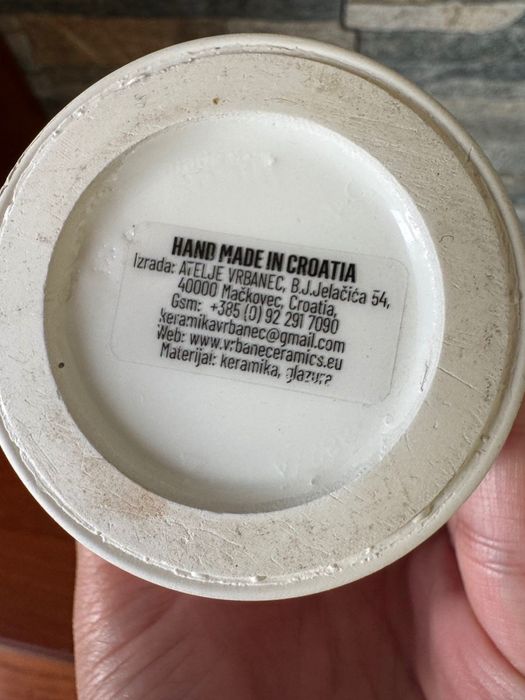 HAND MADE IN CROATIA
Izrada: ATELJE VRBANEC, B.J.Jelačića 54,
40000 Mačkovec, Croatia,
Gsm: +385 (0) 92 291 7090
keramikavrbanec@gmail.com
Web: www.vrbaneceramics.eu
Materijal: keramika, glazura